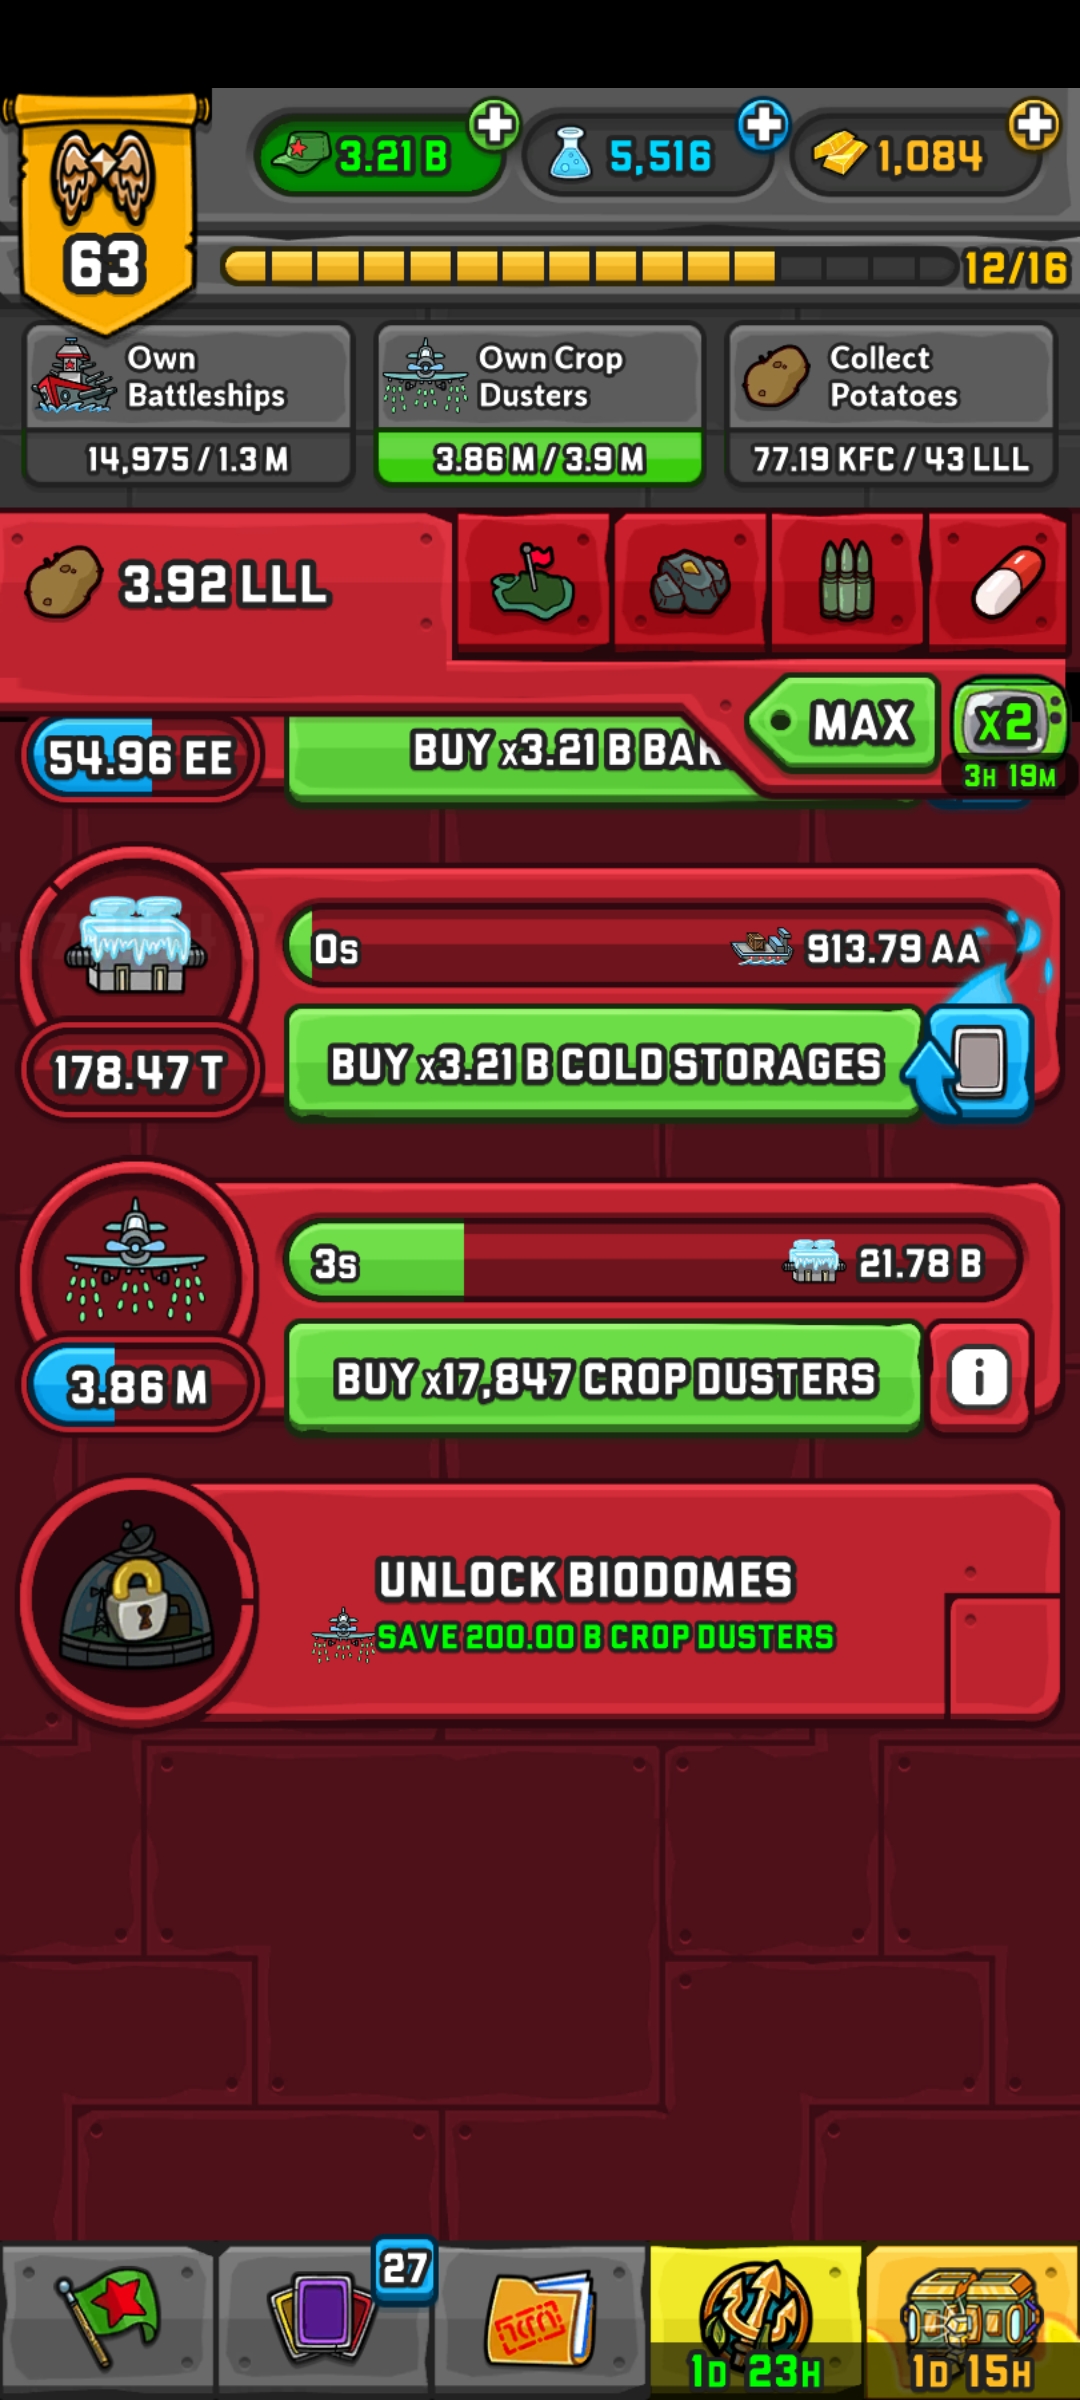 3.21 B
5,516
1,084
63
12/16
Own
Battleships
14,975 / 1.3 M
Own Crop
Dusters
3.86 M / 3.9 M
Collect
Potatoes
77.19 KFC / 43 LLL
3.92 LLL
MAX
x2
3H 19M
54.96 EE
BUY x3.21 B BAR
0s
913.79 AA
178.47 T
BUY x3.21 B COLD STORAGES
3s
21.78 B
3.86 M
BUY x17,847 CROP DUSTERS
i
UNLOCK BIODOMES
SAVE 200.00 B CROP DUSTERS
27
1D 23H
1D 15H